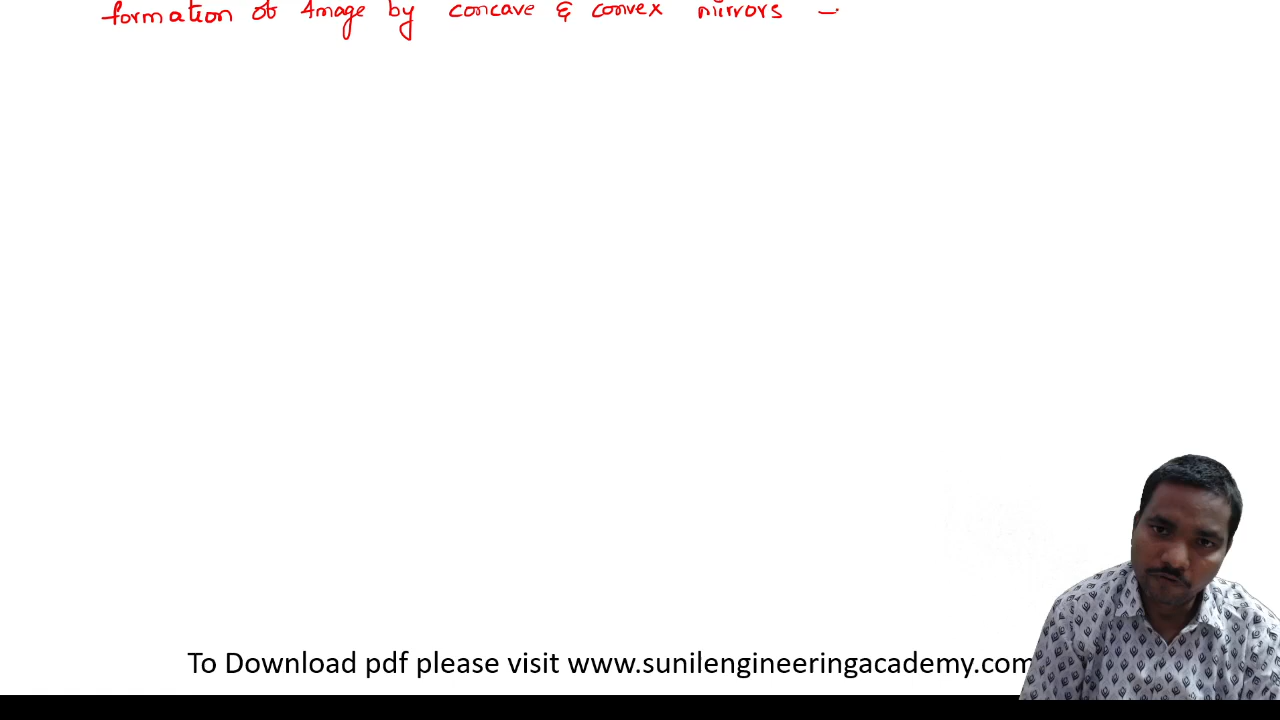 formation of Image by concave & convex mirrors -
To Download pdf please visit www.sunilengineeringacademy.com